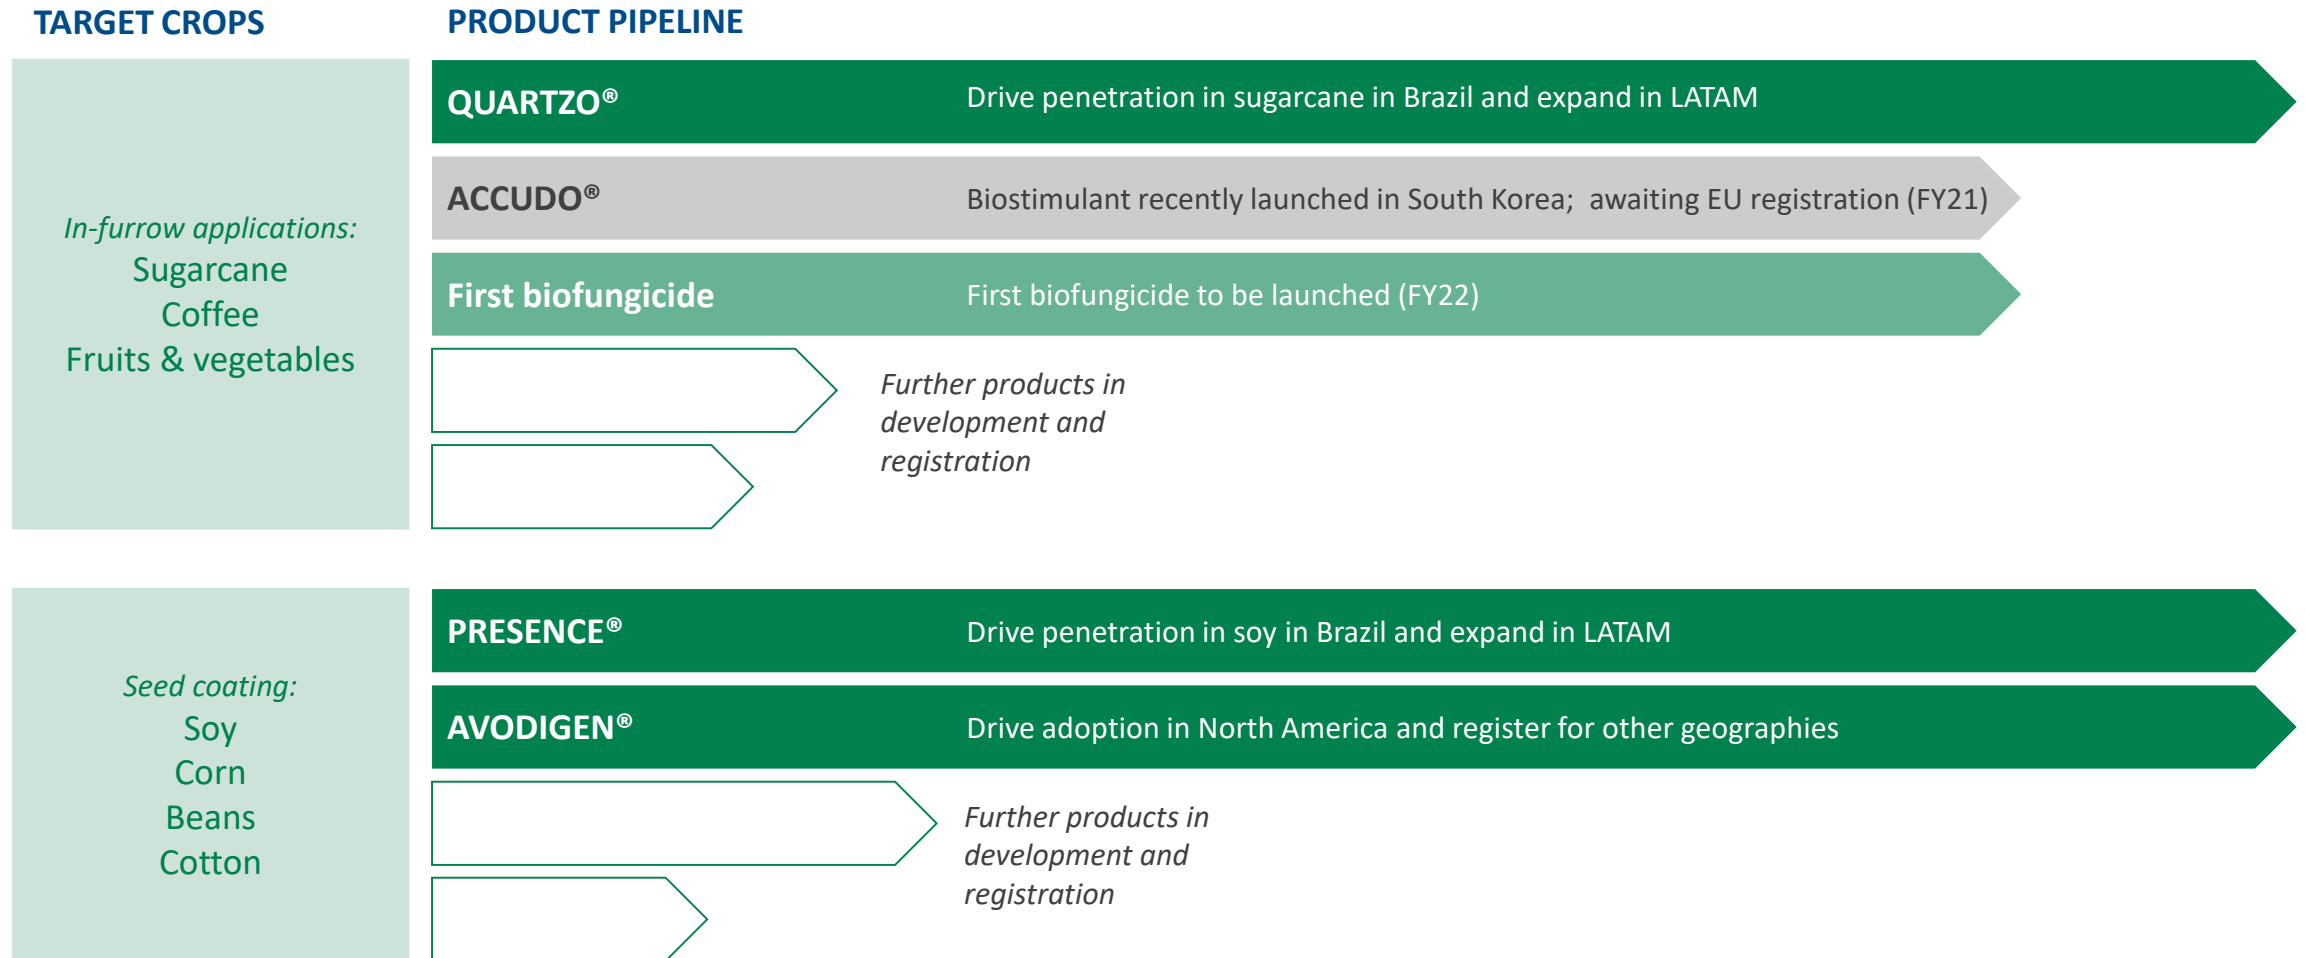 TARGET CROPS
PRODUCT PIPELINE
In-furrow applications:
Sugarcane
Coffee
Fruits & vegetables
QUARTZO®
Drive penetration in sugarcane in Brazil and expand in LATAM
ACCUDO®
Biostimulant recently launched in South Korea;  awaiting EU registration (FY21)
First biofungicide
First biofungicide to be launched (FY22)
Further products in
development and
registration
Seed coating:
Soy
Corn
Beans
Cotton
PRESENCE®
Drive penetration in soy in Brazil and expand in LATAM
AVODIGEN®
Drive adoption in North America and register for other geographies
Further products in
development and
registration